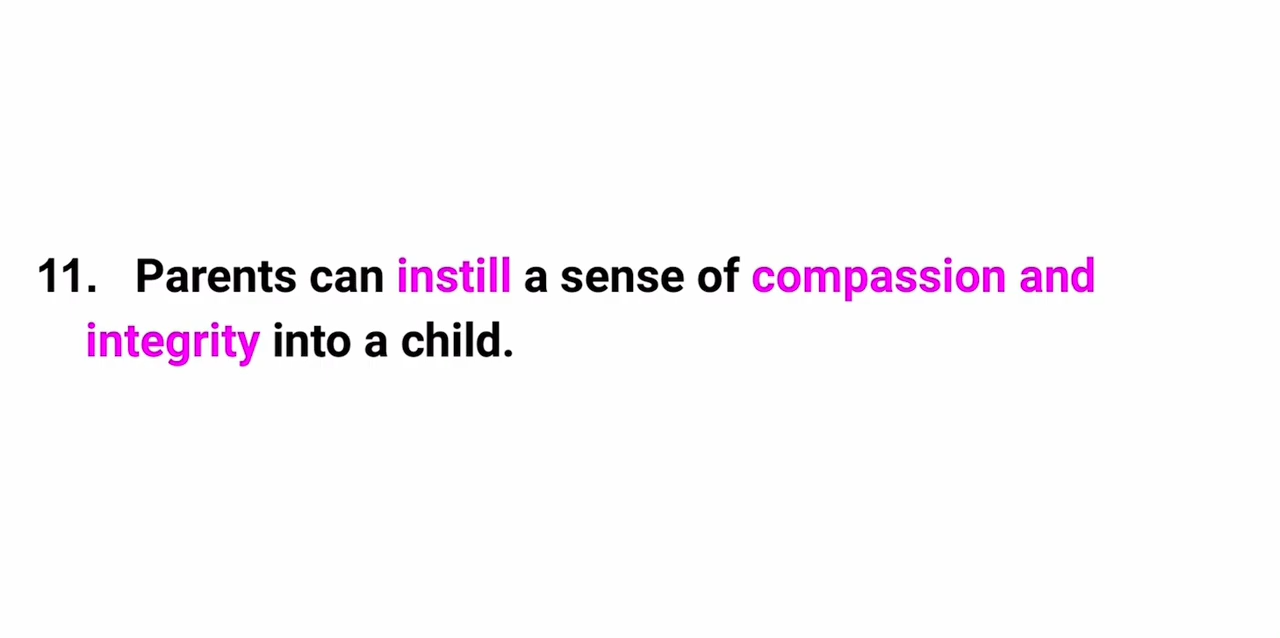 11. Parents can instill a sense of compassion and
integrity into a child.